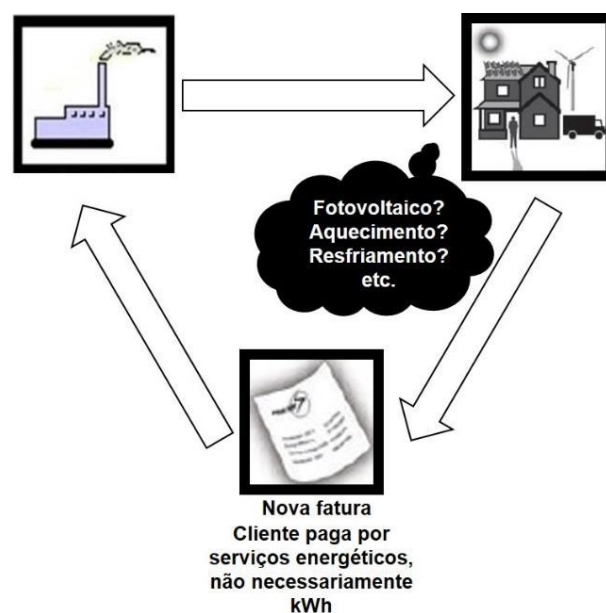 Fotovoltaico?
Aquecimento?
Resfriamento?
etc.
Nova fatura
Cliente paga por
serviços energéticos,
não necessariamente
kWh